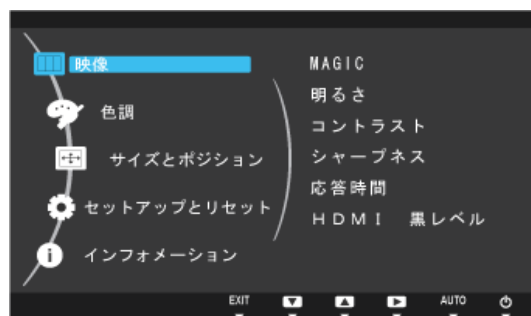 映像
色調
サイズとポジション
セットアップとリセット
インフォメーション
MAGIC
明るさ
コントラスト
シャープネス
応答時間
ＨＤＭＩ　黒レベル
EXIT AUTO